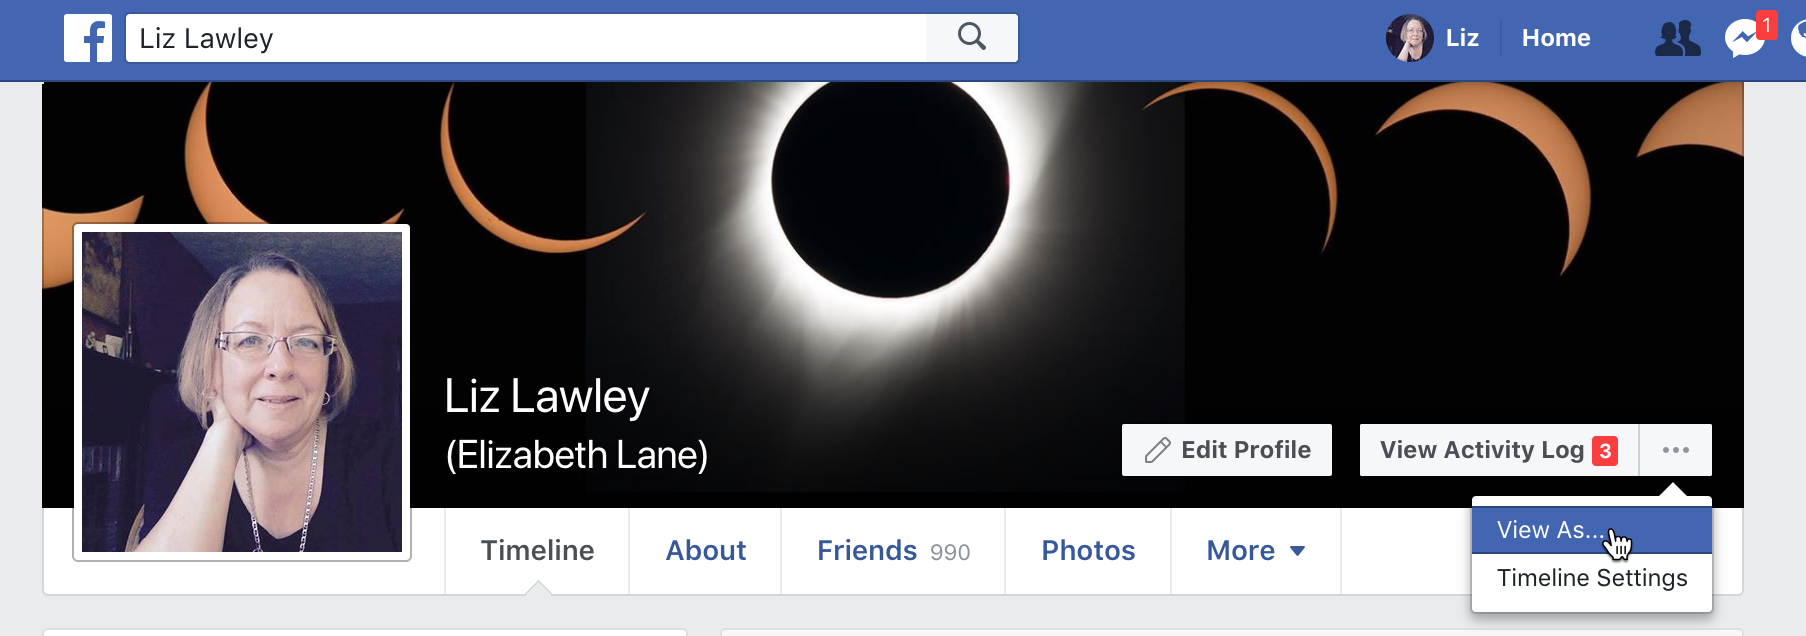 Liz Lawley
Liz
Home
1
Liz Lawley
(Elizabeth Lane)
Edit Profile
View Activity Log 3
View As...
Timeline Settings
Timeline
About
Friends 990
Photos
More